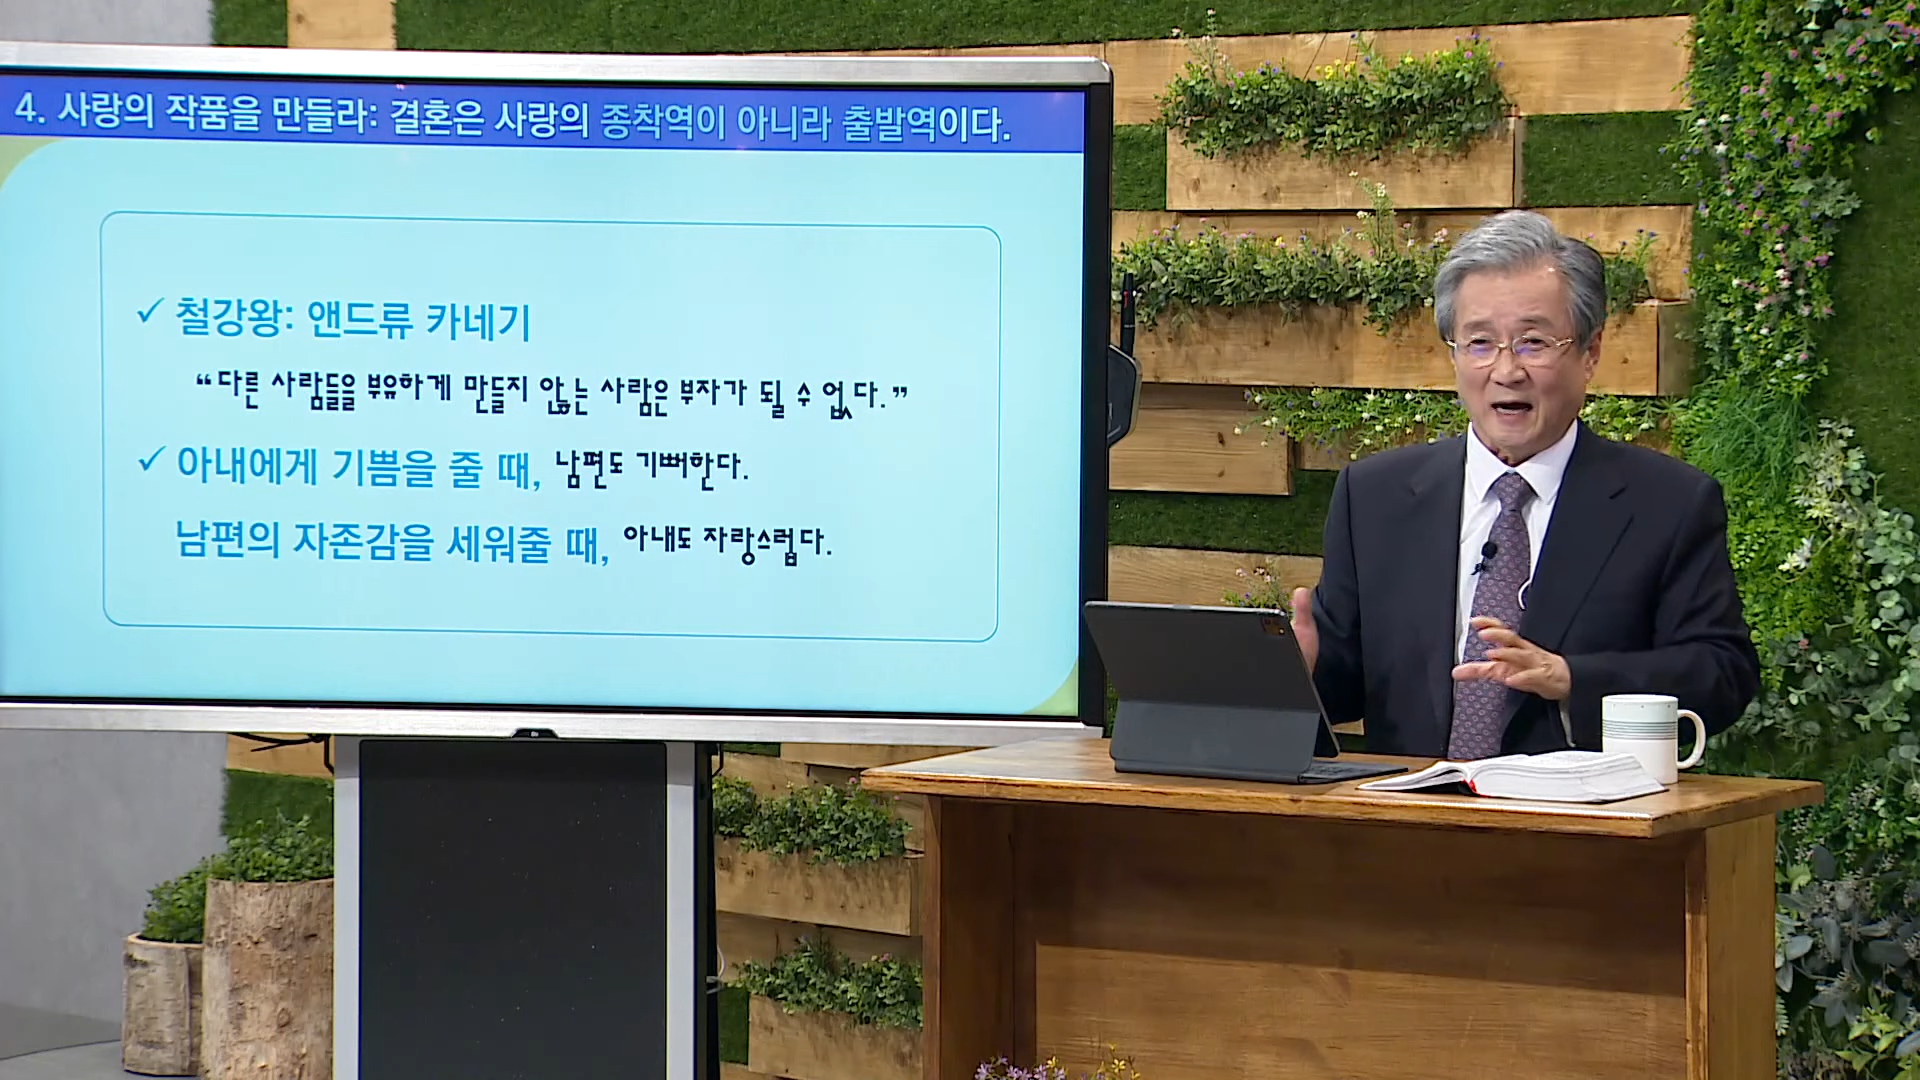 4. 사랑의 작품을 만들라: 결혼은 사랑의 종착역이 아니라 출발역이다.
✓ 철강왕: 앤드류 카네기
“다른 사람들을 부유하게 만들지 않는 사람은 부자가 될 수 없다.”
✓ 아내에게 기쁨을 줄 때, 남편도 기뻐한다.
남편의 자존감을 세워줄 때, 아내도 자랑스럽다.